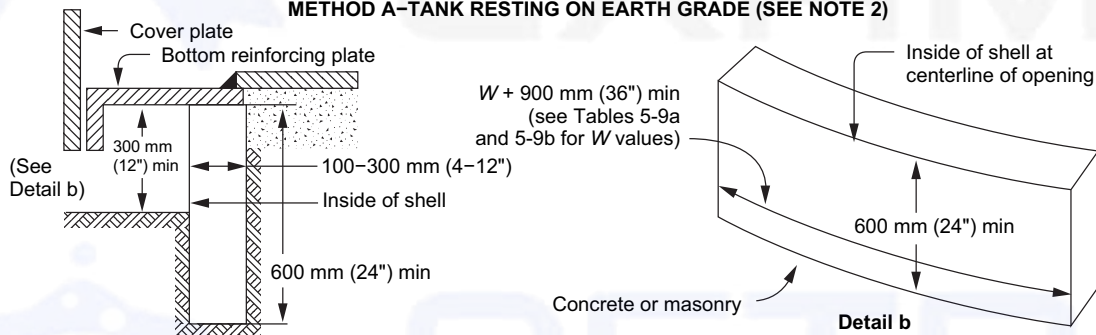 METHOD A–TANK RESTING ON EARTH GRADE (SEE NOTE 2)
Cover plate
Bottom reinforcing plate
300 mm
(12") min
(See
Detail b)
100–300 mm (4–12")
Inside of shell
600 mm (24") min
Inside of shell at
centerline of opening
W + 900 mm (36") min
(see Tables 5-9a
and 5-9b for W values)
600 mm (24") min
Concrete or masonry
Detail b